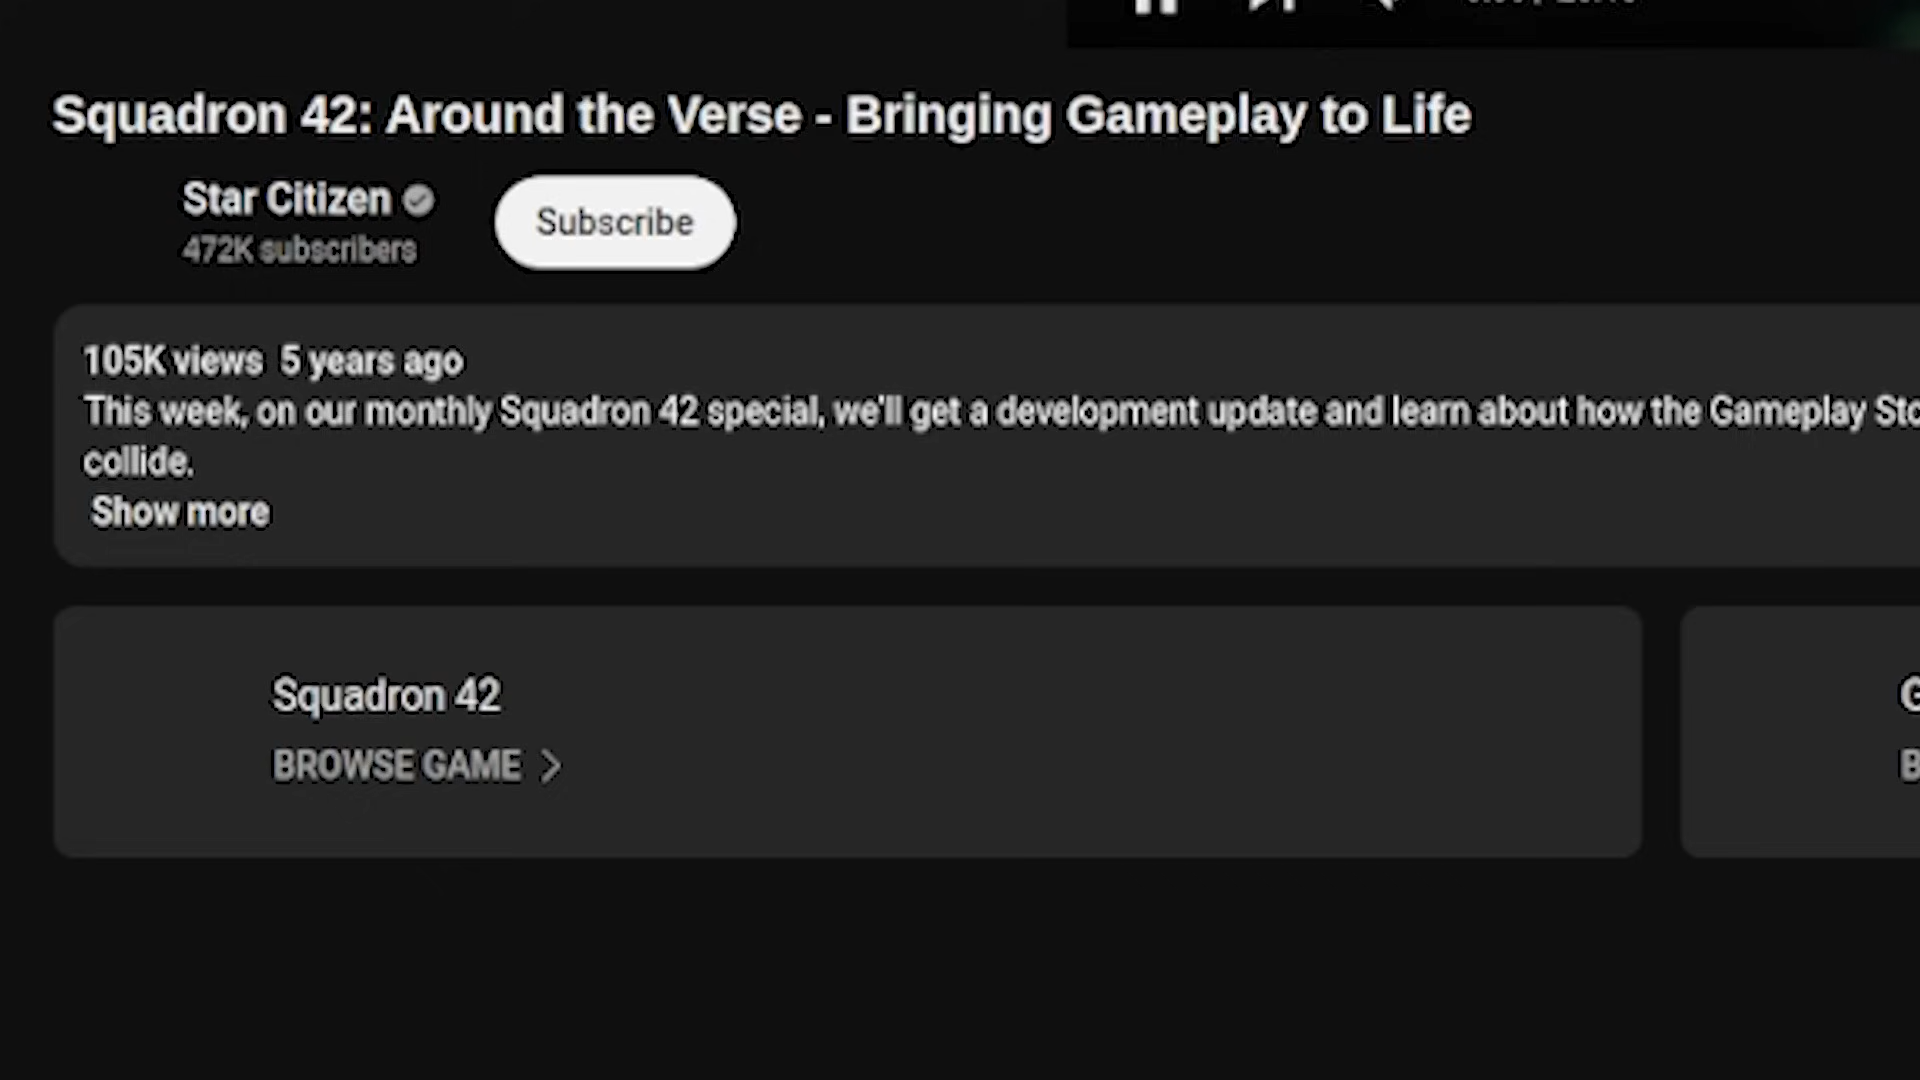 Squadron 42: Around the Verse - Bringing Gameplay to Life
Star Citizen
Subscribe
472K subscribers
105K views 5 years ago
This week, on our monthly Squadron 42 special, we'll get a development update and learn about how the Gameplay Sto
collide.
Show more
Squadron 42
BROWSE GAME
G
B